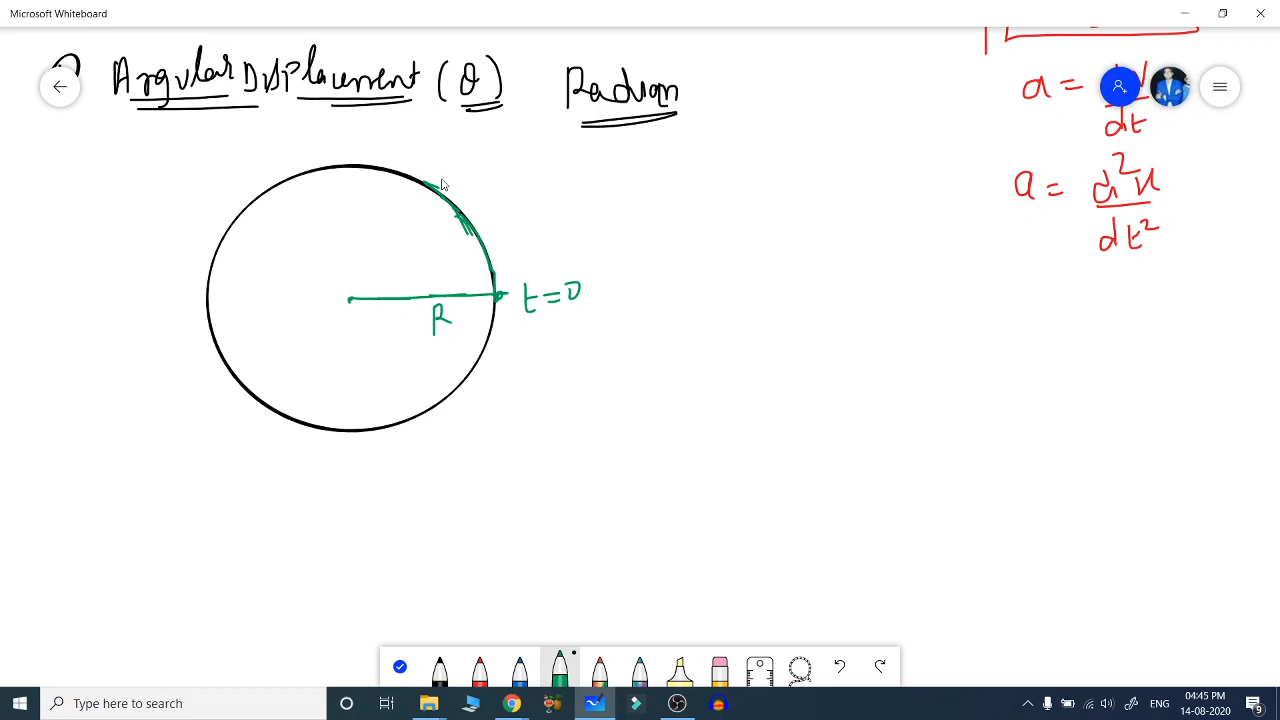 Microsoft Whiteboard
Angular Displacement (θ) Radian
a =
dt
a = d²x
dt²
R
t=0
Type here to search
ENG
04:45 PM
14-08-2020
9